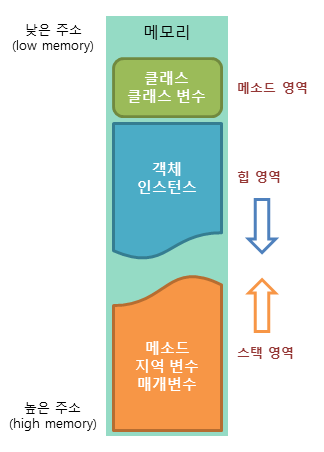 낮은 주소
(low memory)
메모리
클래스
클래스 변수
메소드 영역
객체
인스턴스
힙 영역
메소드
지역 변수
매개변수
스택 영역
높은 주소
(high memory)